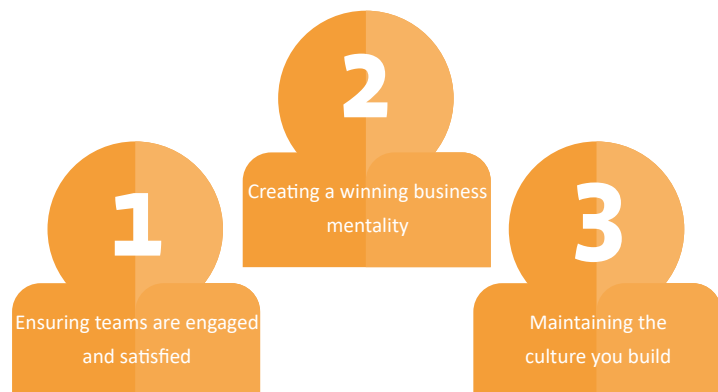 1
Ensuring teams are engaged
and satisfied
2
Creating a winning business
mentality
3
Maintaining the
culture you build